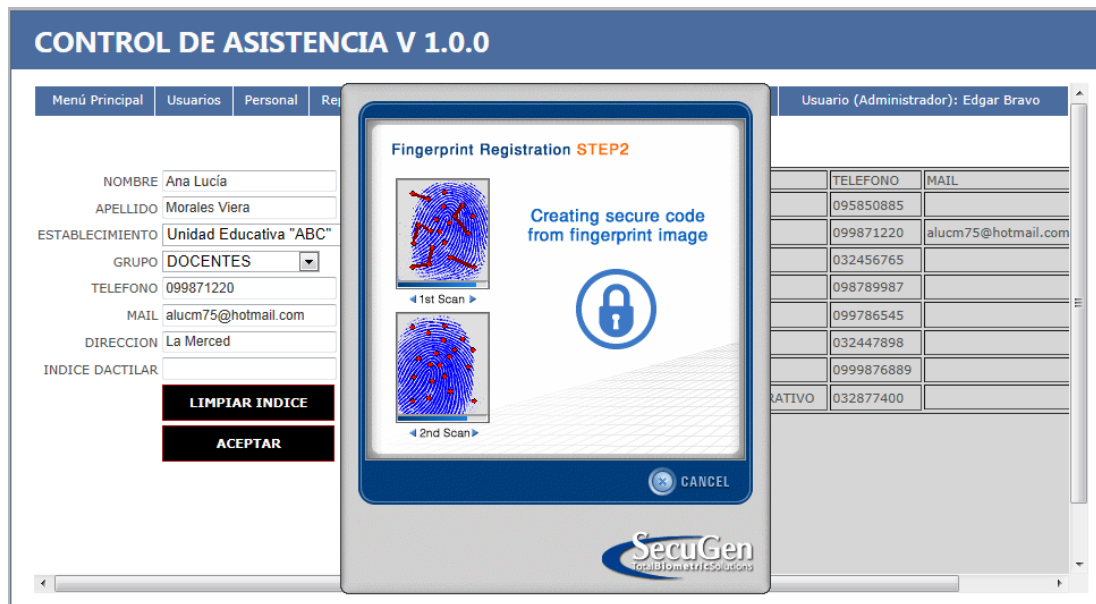 CONTROL DE ASISTENCIA V 1.0.0
Menú Principal Usuarios Personal Usuario (Administrador): Edgar Bravo
NOMBRE Ana Lucía
APELLIDO Morales Viera
ESTABLECIMIENTO Unidad Educativa "ABC"
GRUPO DOCENTES
TELEFONO 099871220
MAIL alucm75@hotmail.com
DIRECCION La Merced
INDICE DACTILAR
LIMPIAR INDICE
ACEPTAR
Fingerprint Registration STEP2
1st Scan
2nd Scan
Creating secure code
from fingerprint image
CANCEL
SecuGen
Total Biometric Solutions
TELEFONO MAIL
095850885
099871220 alucm75@hotmail.com
032456765
098789987
099786545
032447898
0999876889
032877400